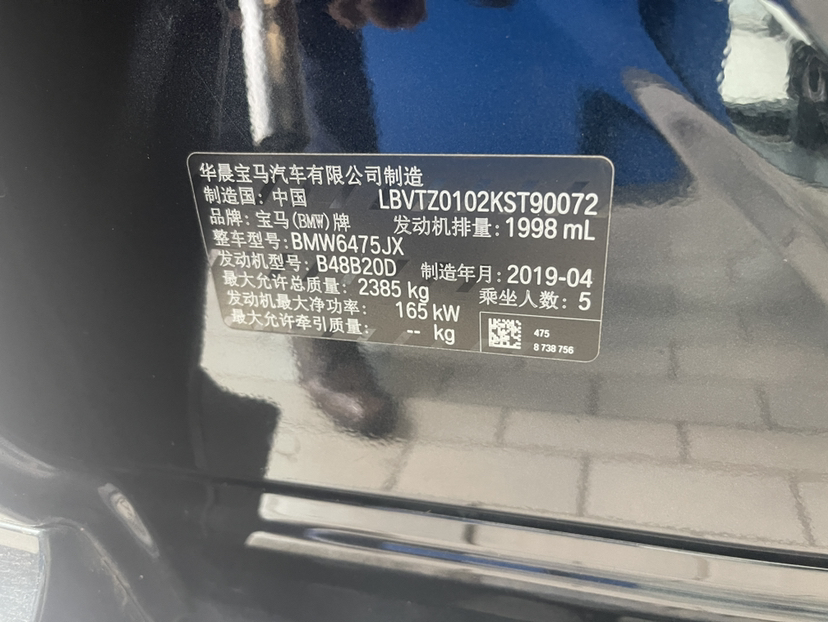 华晨宝马汽车有限公司制造
制造国: 中国 LBVTZ0102KST90072
品牌: 宝马(BMW)牌 发动机排量: 1998 mL
整车型号: BMW6475JX
发动机型号: B48B20D 制造年月: 2019-04
最大允许总质量: 2385 kg 乘坐人数: 5
发动机最大净功率: 165 kW
最大允许牵引质量: -- kg
475
8 738 756